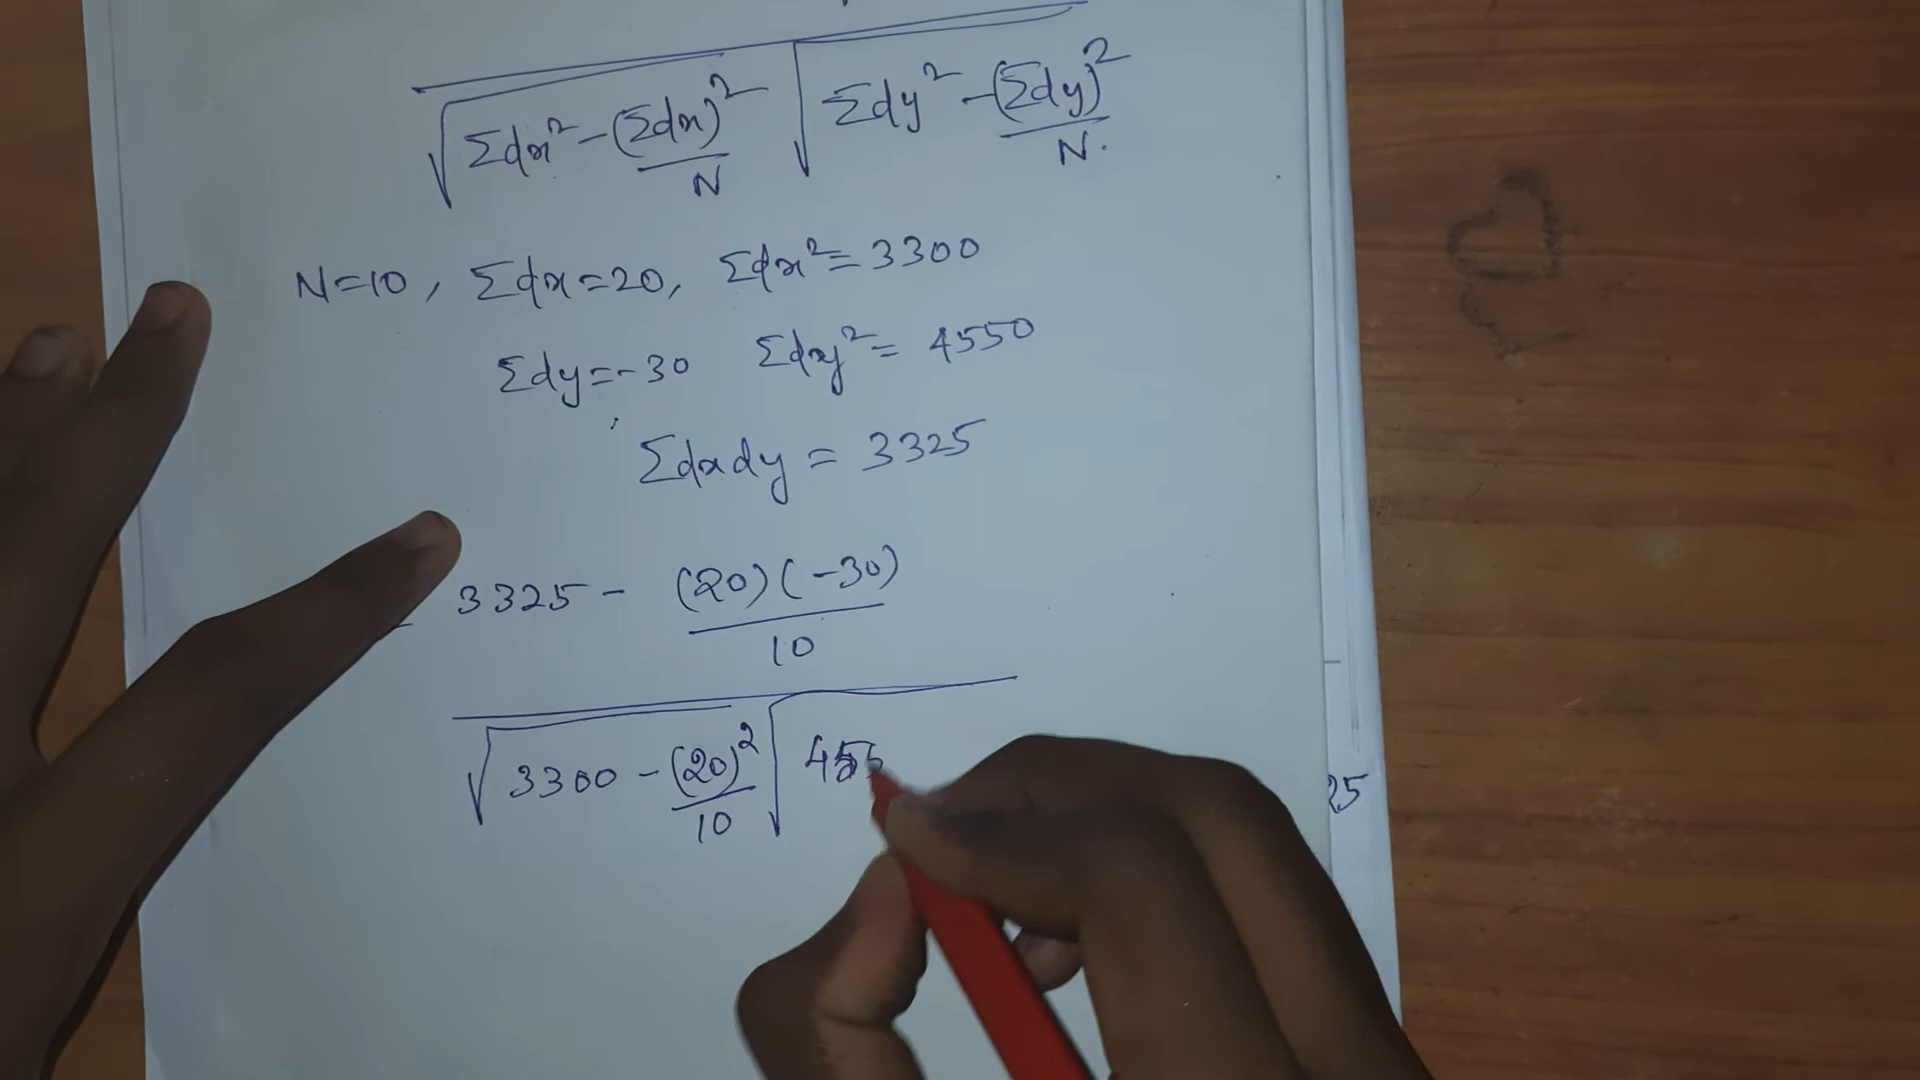 √Σdx² - (Σdx)²/N √Σdy² - (Σdy)²/N.
N=10, Σdx=20, Σdx²=3300
Σdy=-30 Σdy²= 4550
Σdxdy = 3325
3325 - (20)(-30)/10
√3300 - (20)²/10 √455
25